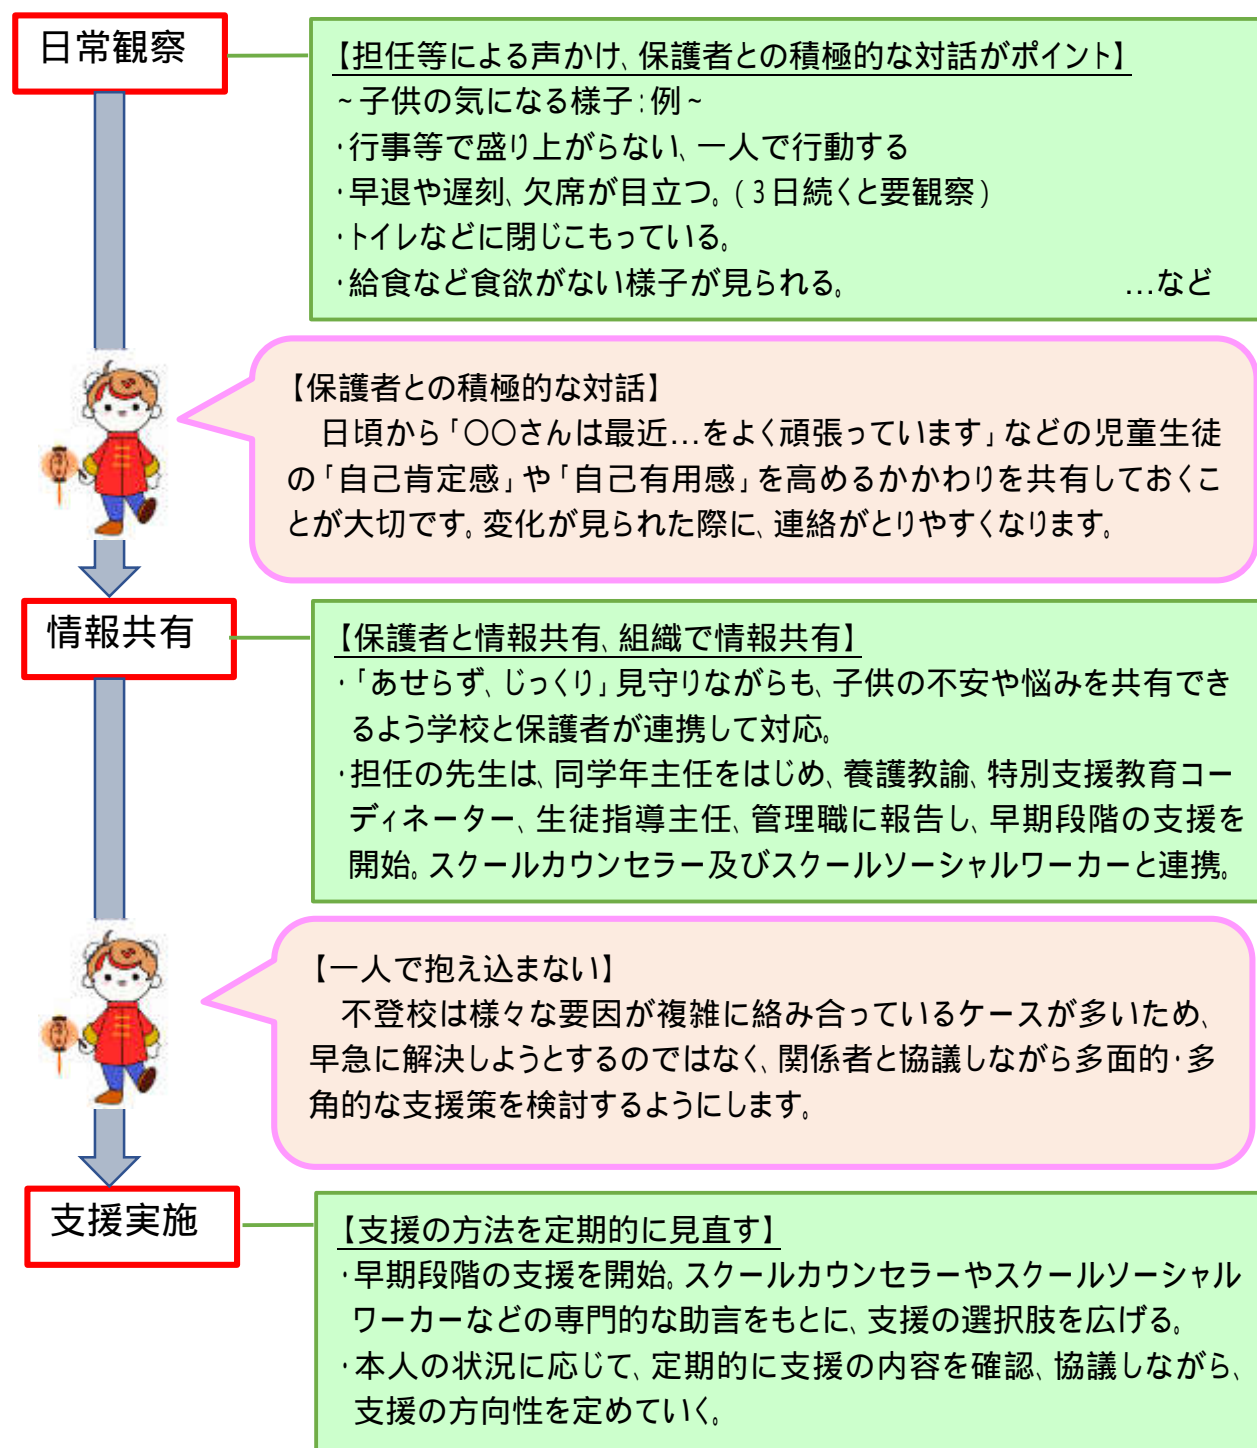 日常観察
【担任等による声かけ、保護者との積極的な対話がポイント】
~子供の気になる様子:例~
・行事等で盛り上がらない、一人で行動する
・早退や遅刻、欠席が目立つ。(3日続くと要観察)
・トイレなどに閉じこもっている。
・給食など食欲がない様子が見られる。 …など
【保護者との積極的な対話】
日頃から「〇〇さんは最近…をよく頑張っています」などの児童生徒
の「自己肯定感」や「自己有用感」を高めるかかわりを共有しておくこ
とが大切です。変化が見られた際に、連絡がとりやすくなります。
情報共有
【保護者と情報共有、組織で情報共有】
・「あせらず、じっくり」見守りながらも、子供の不安や悩みを共有でき
るよう学校と保護者が連携して対応。
・担任の先生は、同学年主任をはじめ、養護教諭、特別支援教育コー
ディネーター、生徒指導主任、管理職に報告し、早期段階の支援を
開始。スクールカウンセラー及びスクールソーシャルワーカーと連携。
【一人で抱え込まない】
不登校は様々な要因が複雑に絡み合っているケースが多いため、
早急に解決しようとするのではなく、関係者と協議しながら多面的・多
角的な支援策を検討するようにします。
支援実施
【支援の方法を定期的に見直す】
・早期段階の支援を開始。スクールカウンセラーやスクールソーシャル
ワーカーなどの専門的な助言をもとに、支援の選択肢を広げる。
・本人の状況に応じて、定期的に支援の内容を確認、協議しながら、
支援の方向性を定めていく。